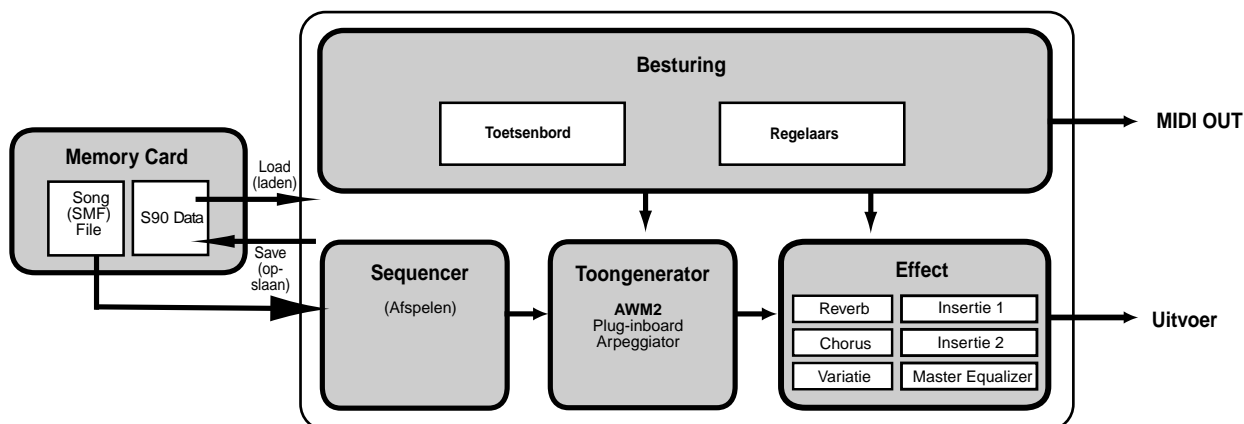 Besturing
Toetsenbord
Regelaars
MIDI OUT
Memory Card
Song
(SMF)
File
S90 Data
Load
(laden)
Save
(op-
slaan)
Sequencer
(Afspelen)
Toongenerator
AWM2
Plug-inboard
Arpeggiator
Effect
Reverb
Insertie 1
Chorus
Insertie 2
Variatie
Master Equalizer
Uitvoer